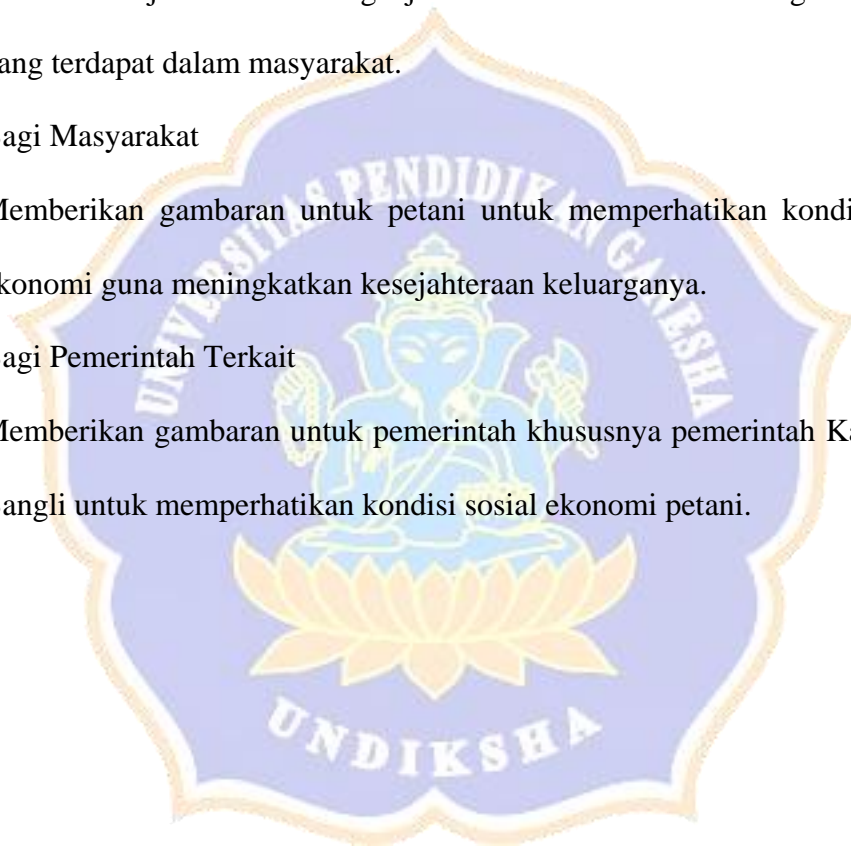 ang terdapat dalam masyarakat.
agi Masyarakat
Memberikan gambaran untuk petani untuk memperhatikan kondi
konomi guna meningkatkan kesejahteraan keluarganya.
agi Pemerintah Terkait
Memberikan gambaran untuk pemerintah khususnya pemerintah Ka
angli untuk memperhatikan kondisi sosial ekonomi petani.
UNIVERSITAS PENDIDIKAN GANESHA
UNDIKSHA